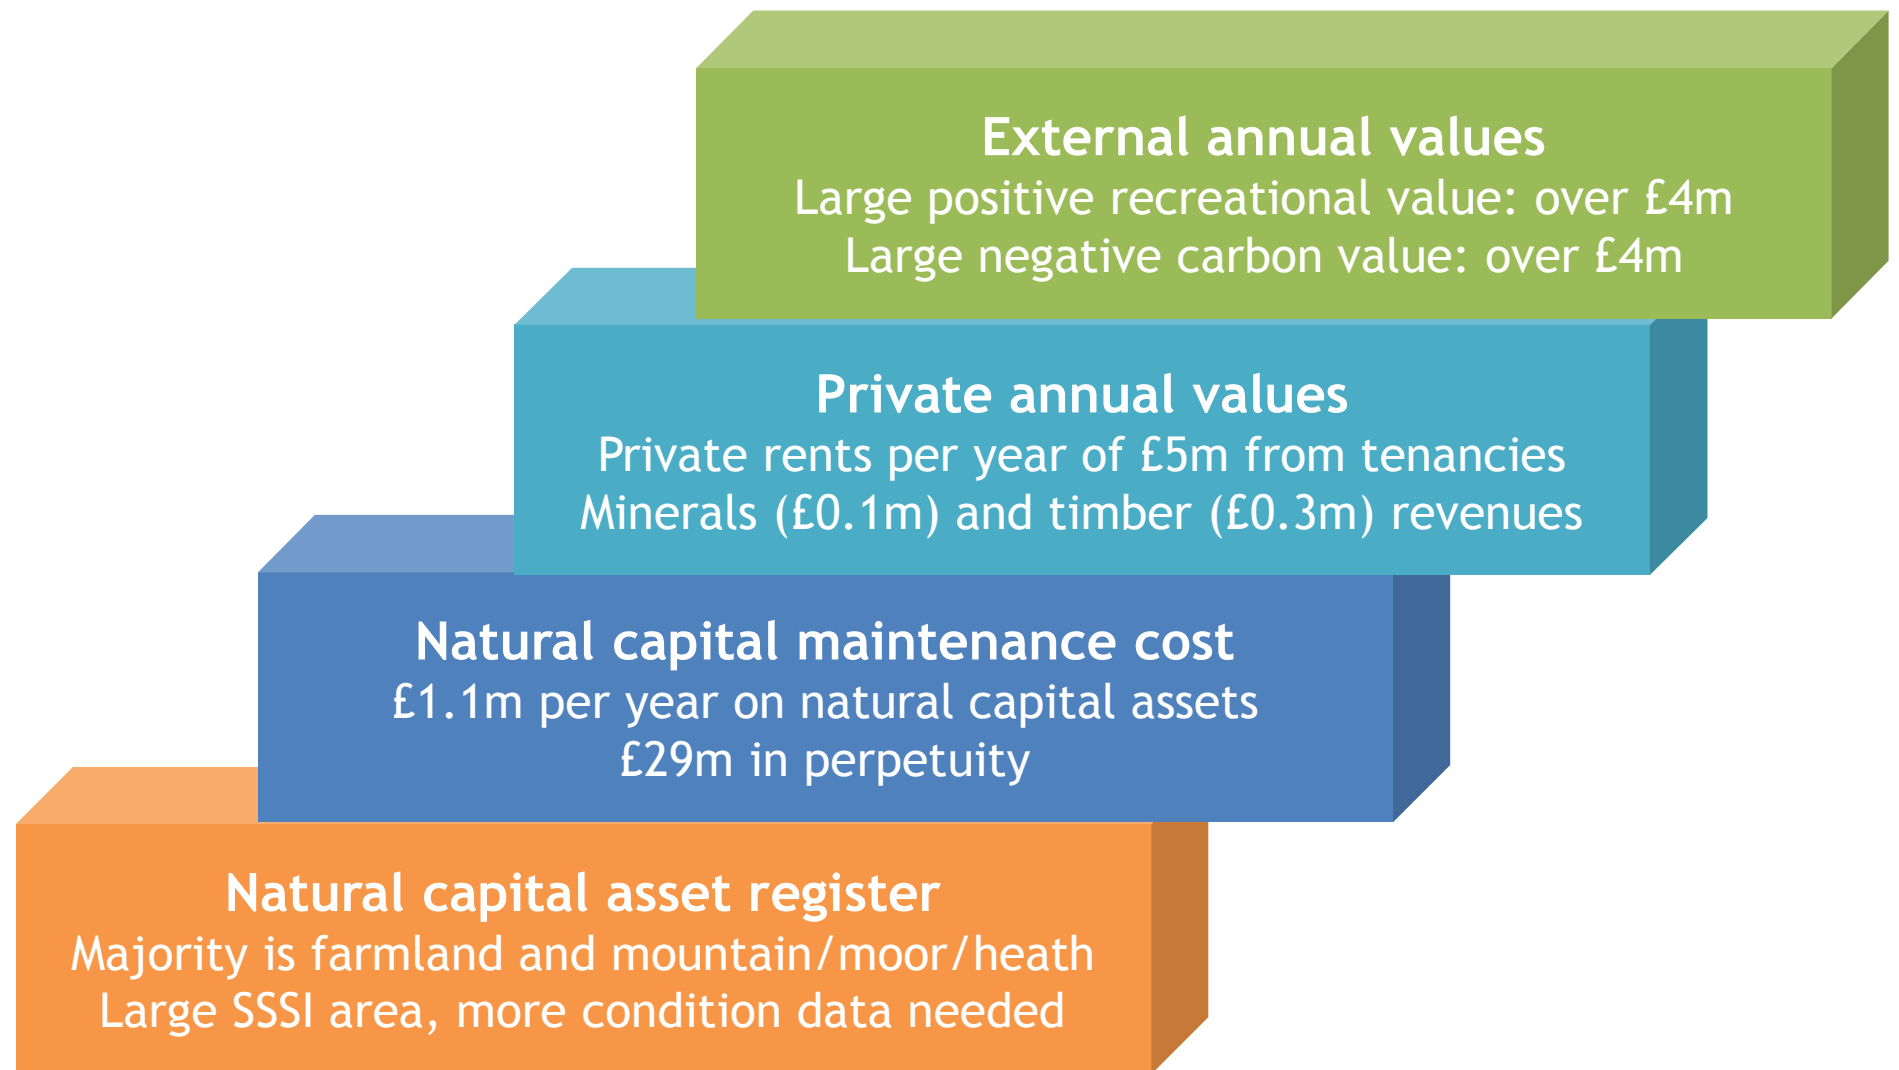 External annual values
Large positive recreational value: over £4m
Large negative carbon value: over £4m
Private annual values
Private rents per year of £5m from tenancies
Minerals (£0.1m) and timber (£0.3m) revenues
Natural capital maintenance cost
£1.1m per year on natural capital assets
£29m in perpetuity
Natural capital asset register
Majority is farmland and mountain/moor/heath
Large SSSI area, more condition data needed